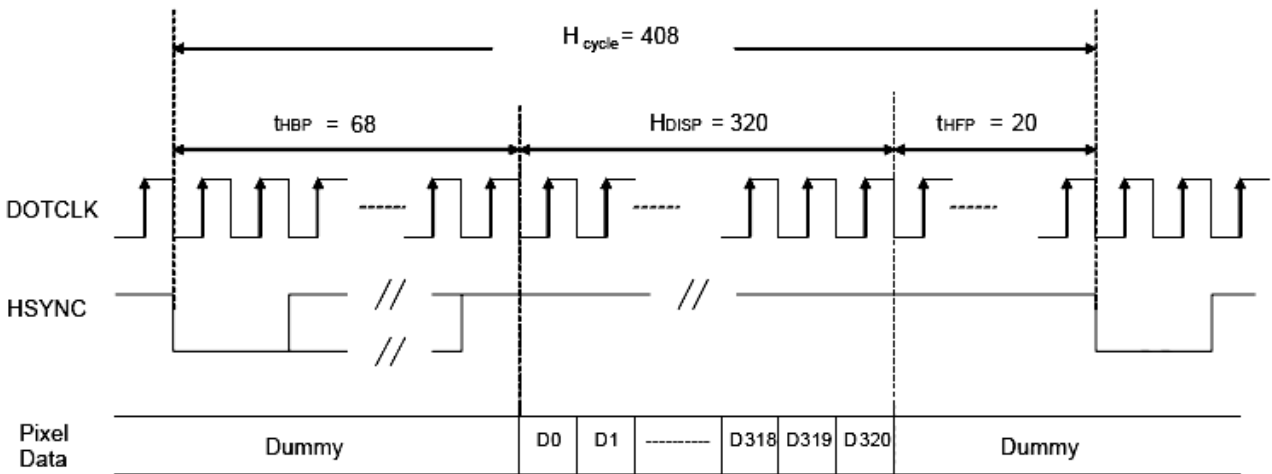 H cycle = 408
tHBP = 68
HDISP = 320
tHFP = 20
DOTCLK
HSYNC
Pixel
Data
Dummy
D0
D1
D318
D319
D320
Dummy